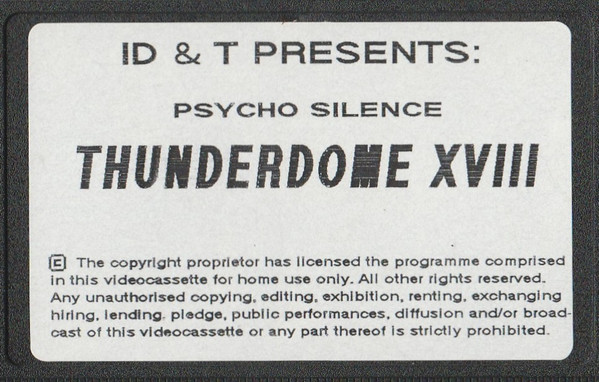 ID & T PRESENTS:
PSYCHO SILENCE
THUNDERDOME XVIII
🄲 The copyright proprietor has licensed the programme comprised
in this videocassette for home use only. All other rights reserved.
Any unauthorised copying, editing, exhibition, renting, exchanging
hiring, lending, pledge, public performances, diffusion and/or broad-
cast of this videocassette or any part thereof is strictly prohibited.